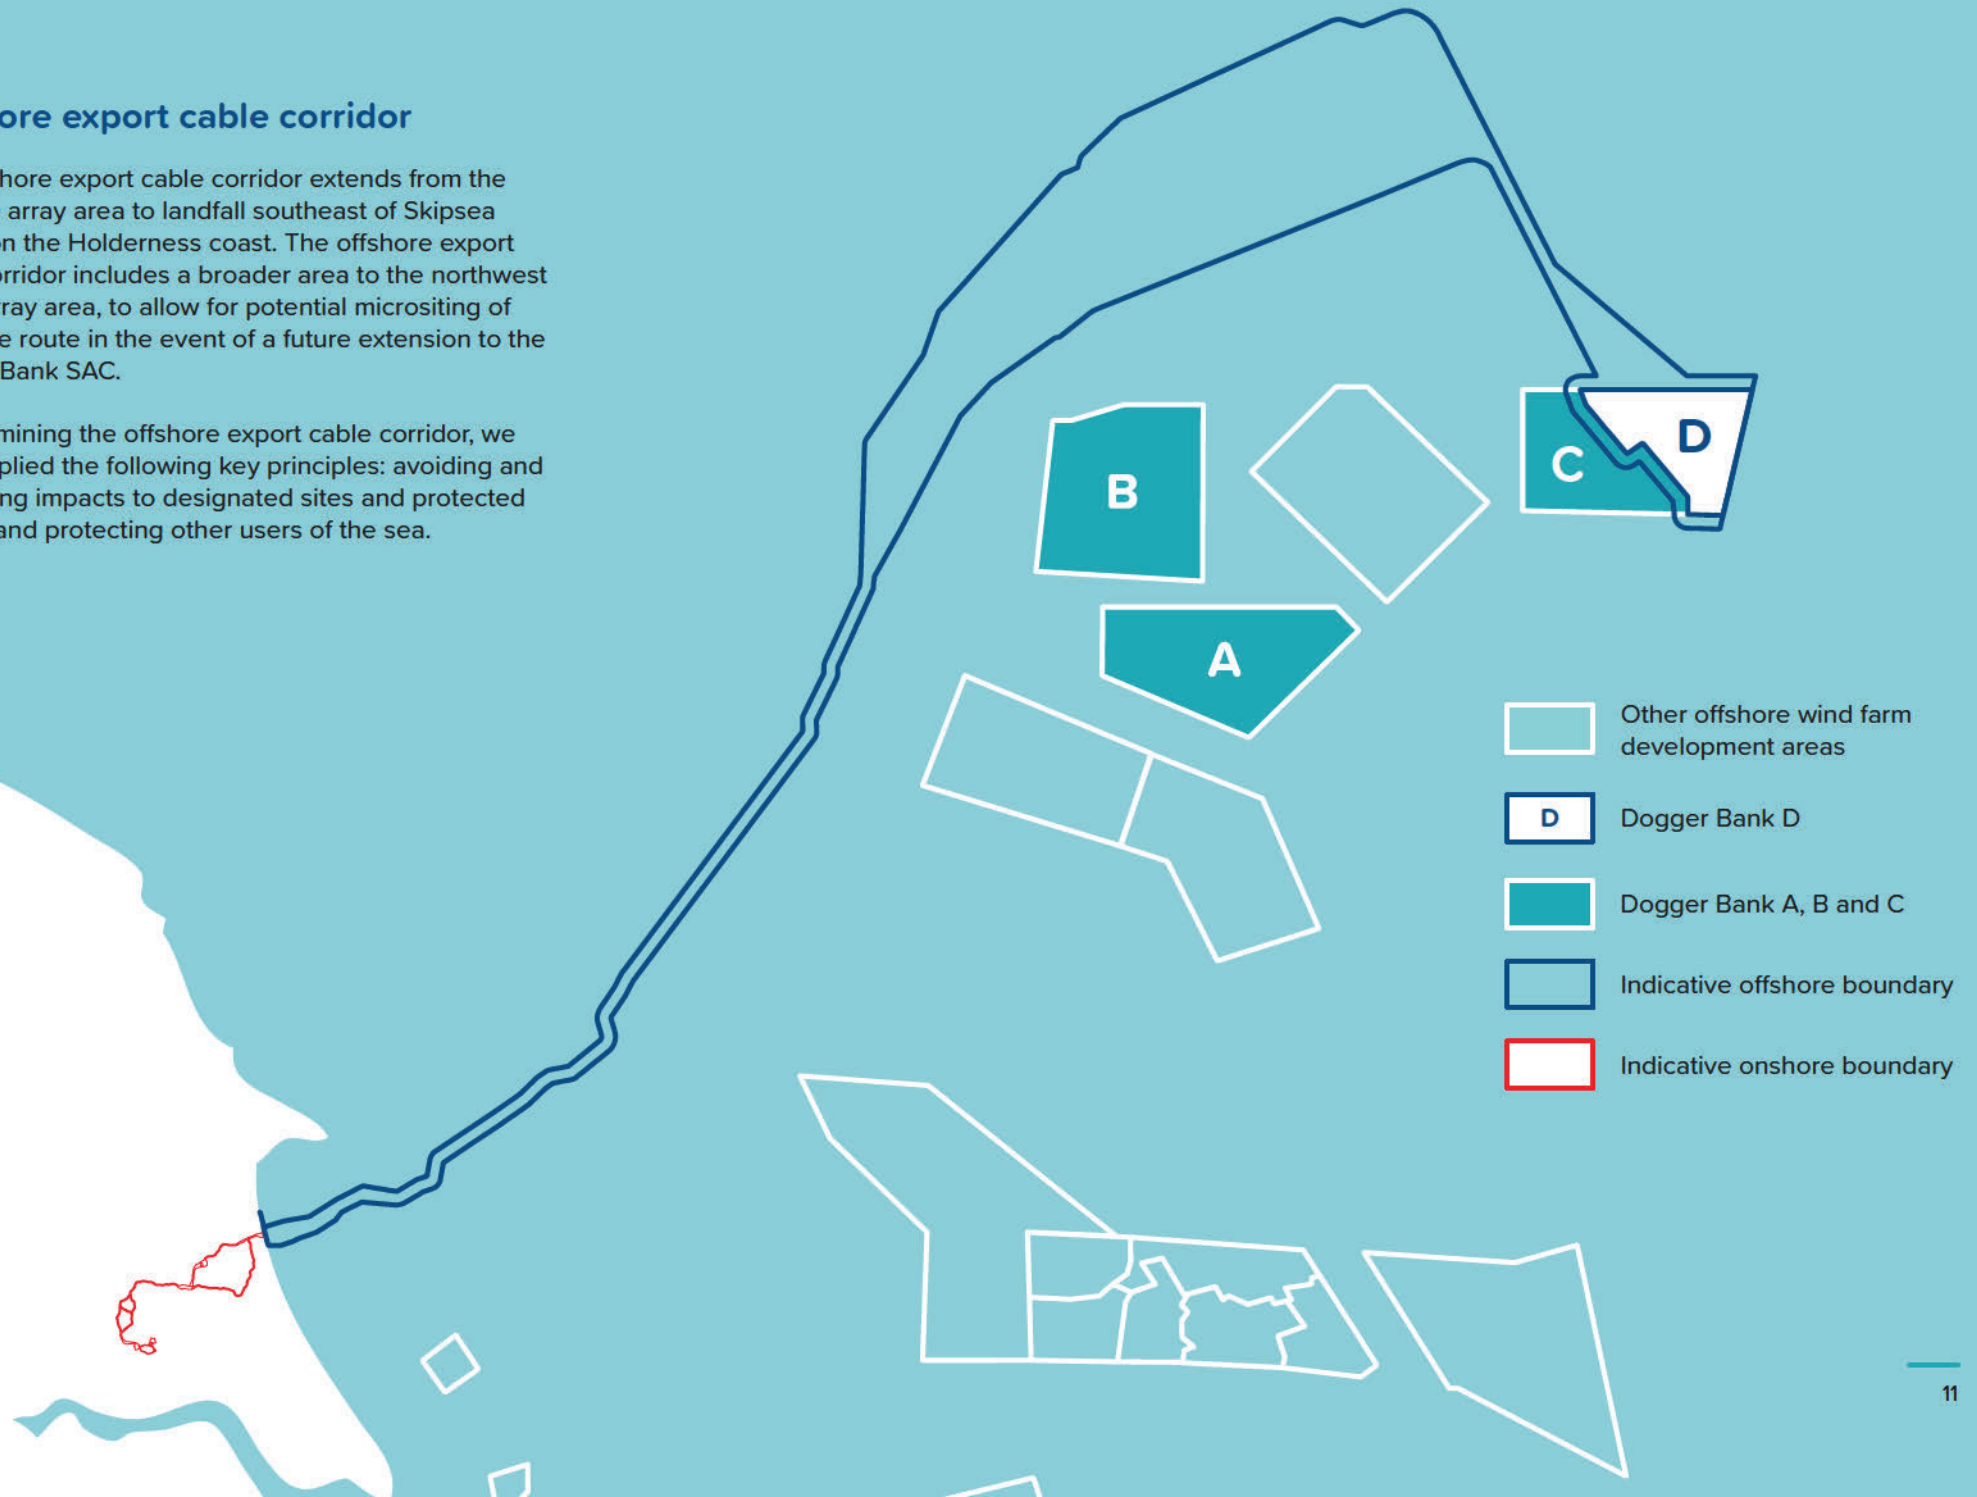 ore export cable corridor
hore export cable corridor extends from the
array area to landfall southeast of Skipsea
on the Holderness coast. The offshore export
orridor includes a broader area to the northwest
ray area, to allow for potential micrositing of
e route in the event of a future extension to the
Bank SAC.
mining the offshore export cable corridor, we
plied the following key principles: avoiding and
ng impacts to designated sites and protected
and protecting other users of the sea.
B
C
D
A
Other offshore wind farm
development areas
D Dogger Bank D
Dogger Bank A, B and C
Indicative offshore boundary
Indicative onshore boundary
11